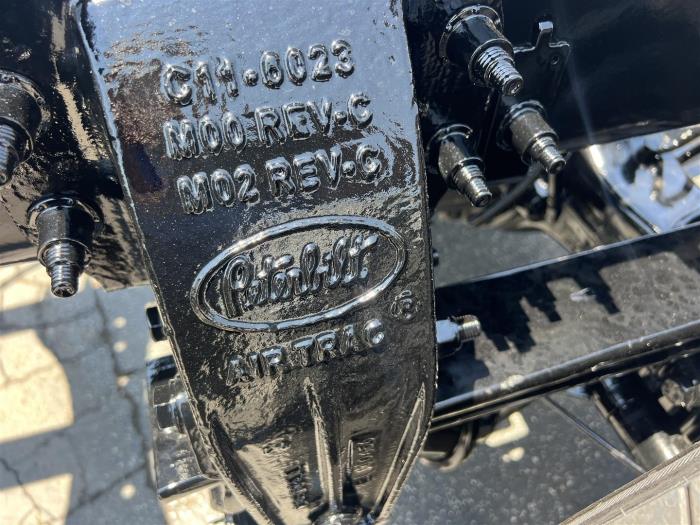 C11-6023
M00 REV-C
M02 REV-C
Peterbilt
®
AIR TRAC